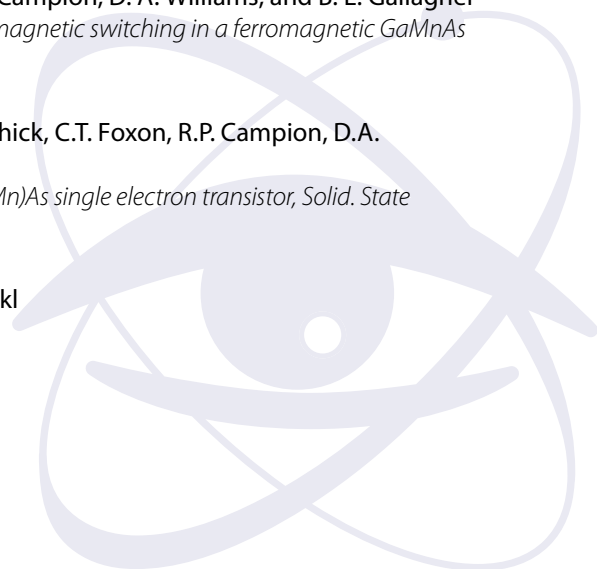 Campion, D. A. Williams, and B. L. Gallagher
magnetic switching in a ferromagnetic GaMnAs
hick, C.T. Foxon, R.P. Campion, D.A.
Mn)As single electron transistor, Solid. State
kl